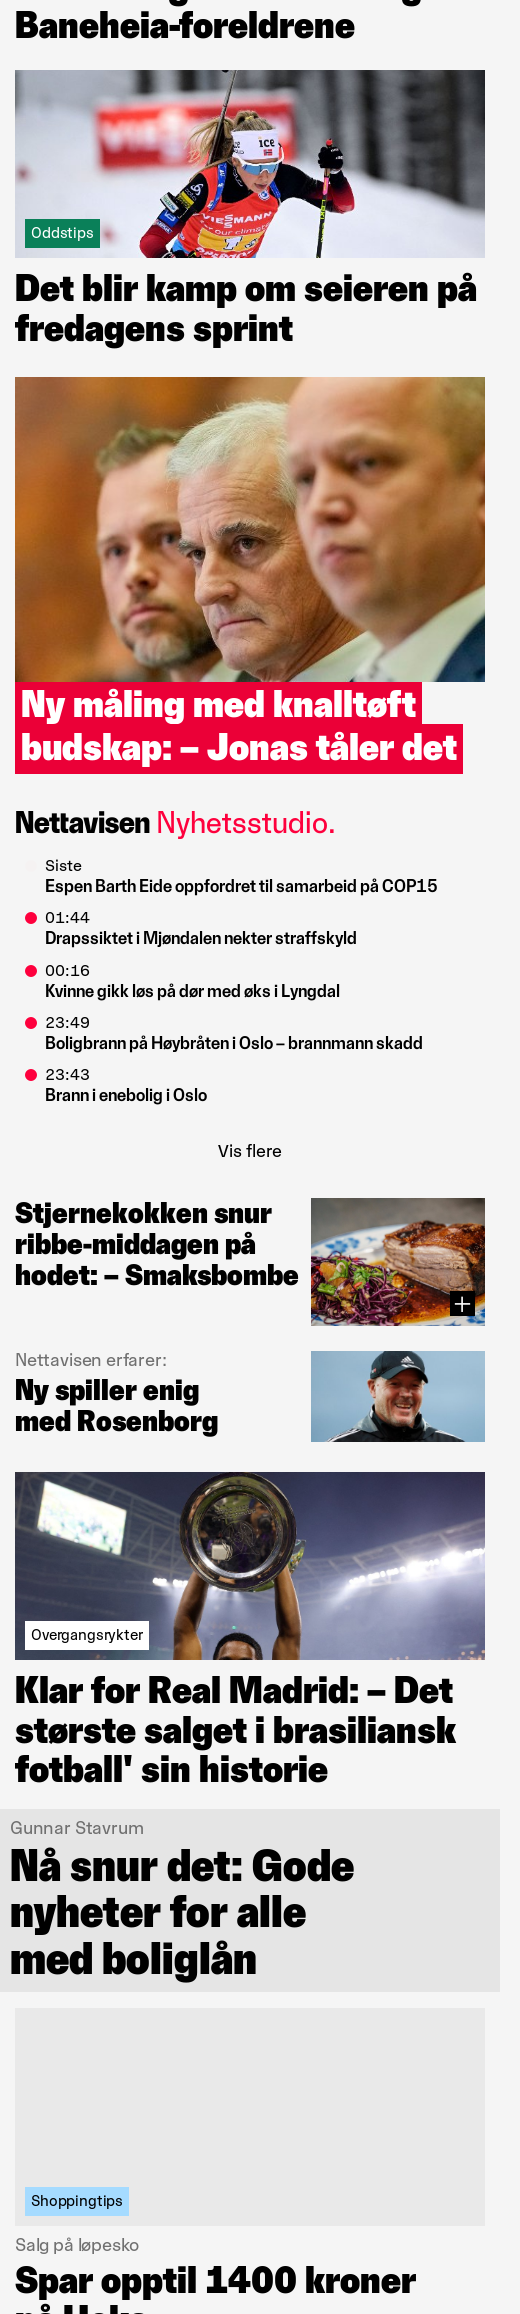 Baneheia-foreldrene
VIESSMANN
ice
ice
VIESSMANN
Oddstips
Det blir kamp om seieren på
fredagens sprint
Ny måling med knalltøft
budskap: – Jonas tåler det
Nettavisen Nyhetsstudio.
Siste
Espen Barth Eide oppfordret til samarbeid på COP15
01:44
Drapssiktet i Mjøndalen nekter straffskyld
00:16
Kvinne gikk løs på dør med øks i Lyngdal
23:49
Boligbrann på Høybråten i Oslo – brannmann skadd
23:43
Brann i enebolig i Oslo
Vis flere
Stjernekokken snur
ribbe-middagen på
hodet: – Smaksbombe
Nettavisen erfarer:
Ny spiller enig
med Rosenborg
Overgangsrykter
Klar for Real Madrid: – Det
største salget i brasiliansk
fotball' sin historie
Gunnar Stavrum
Nå snur det: Gode
nyheter for alle
med boliglån
Shoppingtips
Salg på løpesko
Spar opptil 1400 kroner